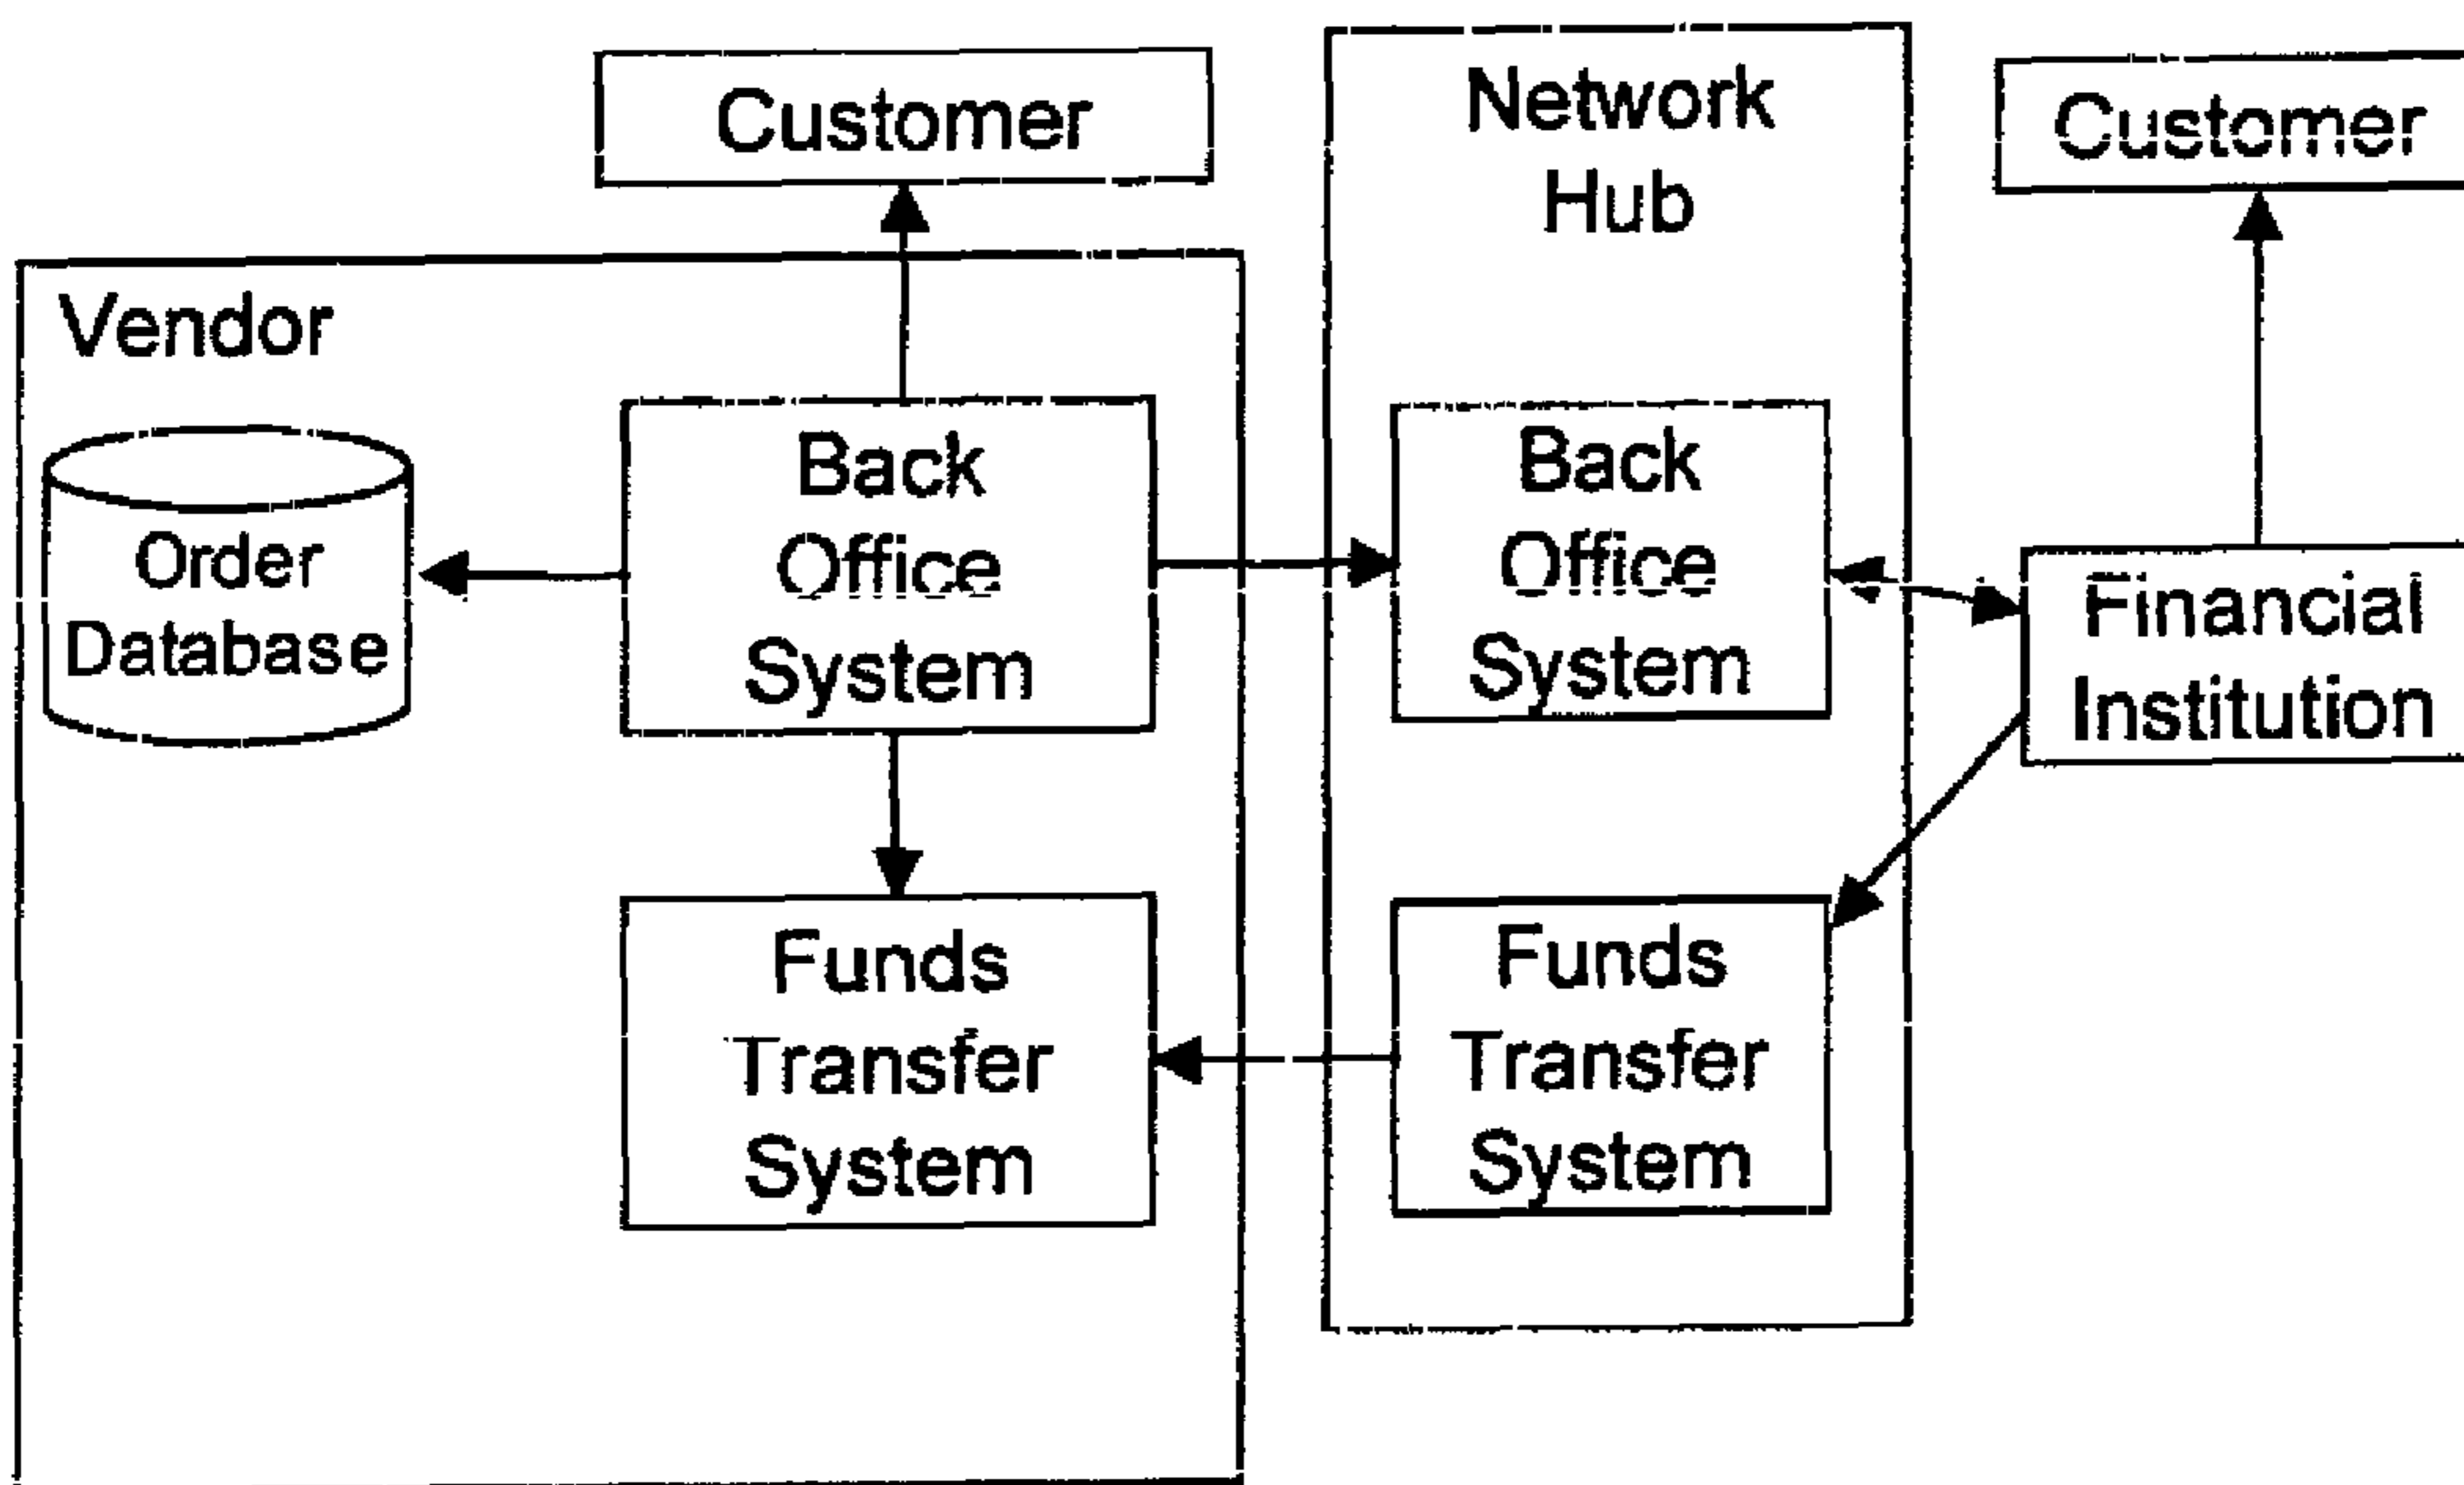 Customer
Network
Hub
Customer
Vendor
Order
Database
Back
Office
System
Back
Office
System
Financial
Institution
Funds
Transfer
System
Funds
Transfer
System